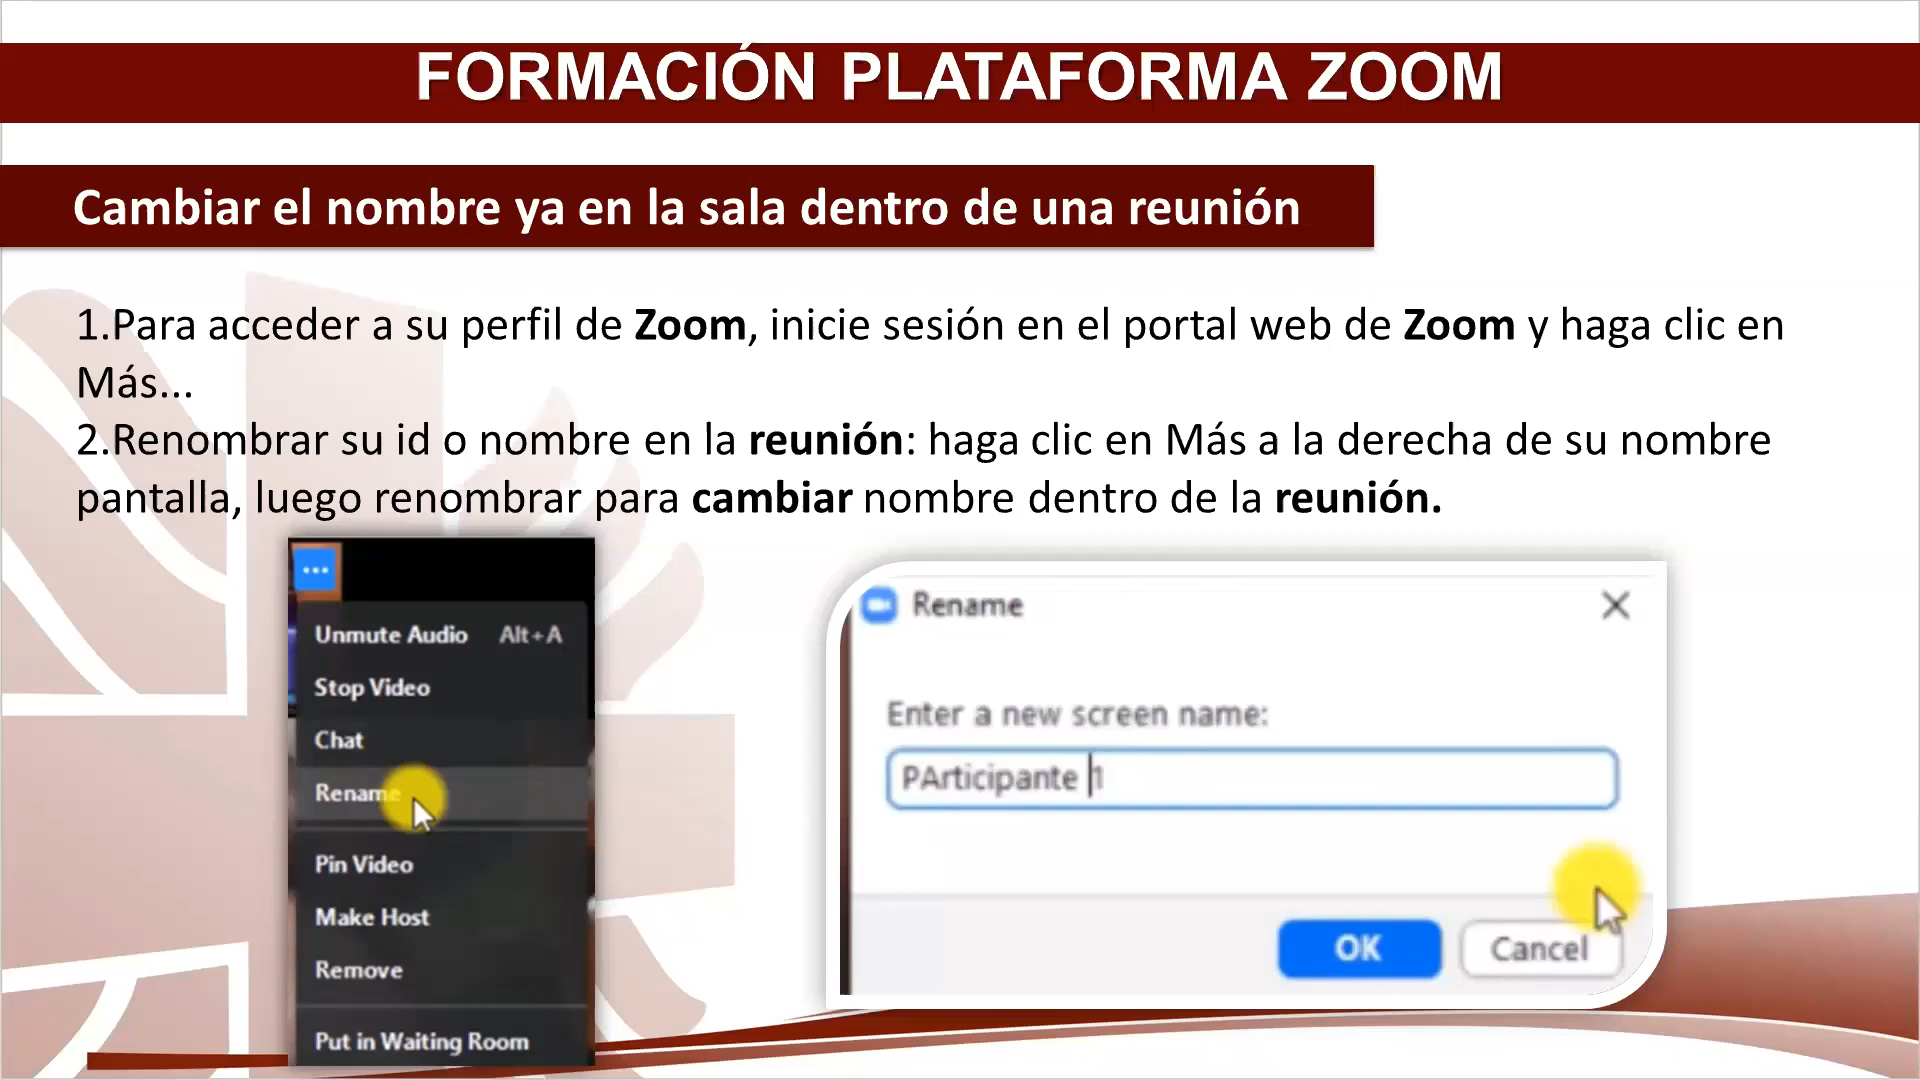 FORMACIÓN PLATAFORMA ZOOM
Cambiar el nombre ya en la sala dentro de una reunión
1.Para acceder a su perfil de Zoom, inicie sesión en el portal web de Zoom y haga clic en
Más...
2.Renombrar su id o nombre en la reunión: haga clic en Más a la derecha de su nombre
pantalla, luego renombrar para cambiar nombre dentro de la reunión.
Unmute Audio Alt+A
Stop Video
Chat
Rename
Pin Video
Make Host
Remove
Put in Waiting Room
Rename
Enter a new screen name:
PArticipante 1
OK Cancel